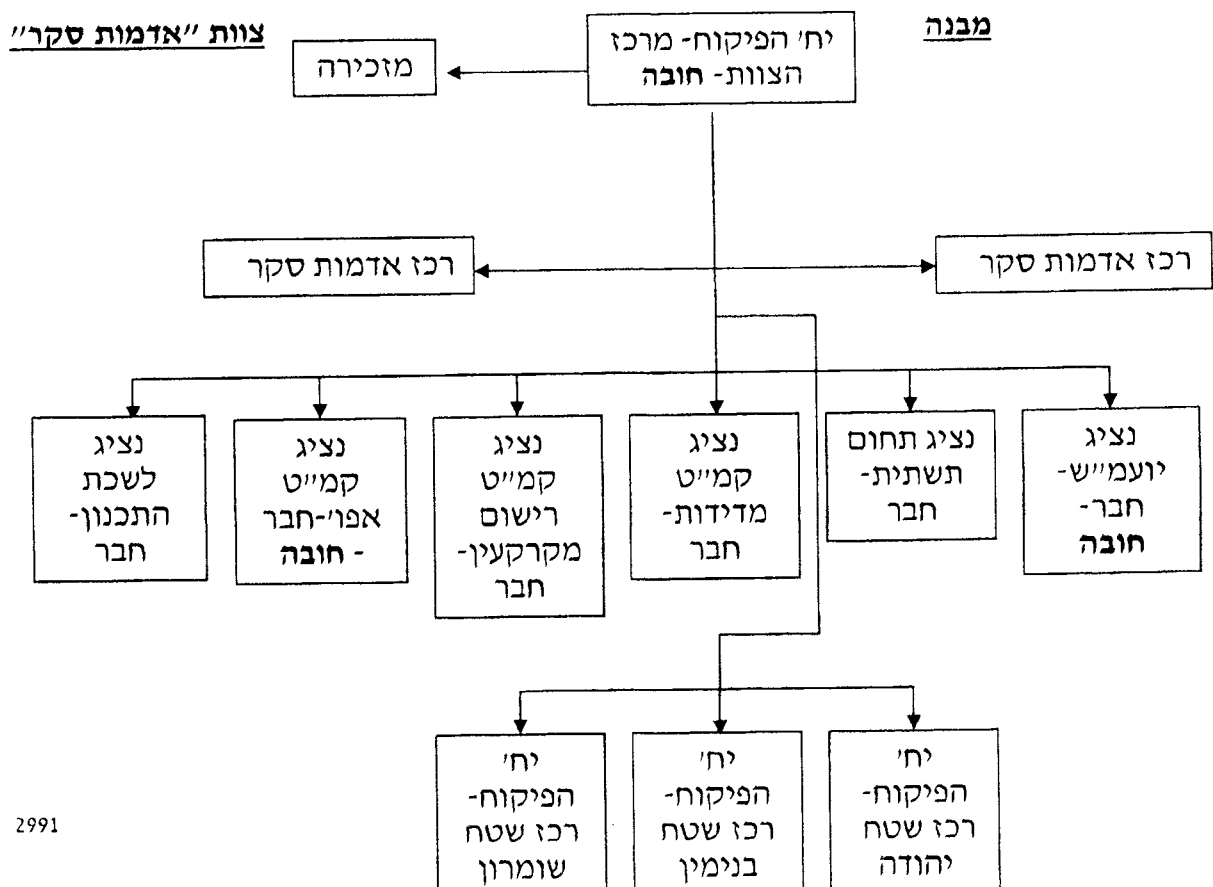 מבנה
צוות "אדמות סקר"
יח' הפיקוח- מרכז
הצוות- חובה
מזכירה
רכז אדמות סקר
רכז אדמות סקר
נציג
יועמ"ש-
חבר-
חובה
נציג תחום
תשתית-
חבר
נציג
קמ"ט
מדידות-
חבר
נציג
קמ"ט
רישום
מקרקעין-
חבר
נציג
קמ"ט
אפו'-חבר
- חובה
נציג
לשכת
התכנון-
חבר
יח'
הפיקוח-
רכז שטח
יהודה
יח'
הפיקוח-
רכז שטח
בנימין
יח'
הפיקוח-
רכז שטח
שומרון
2991